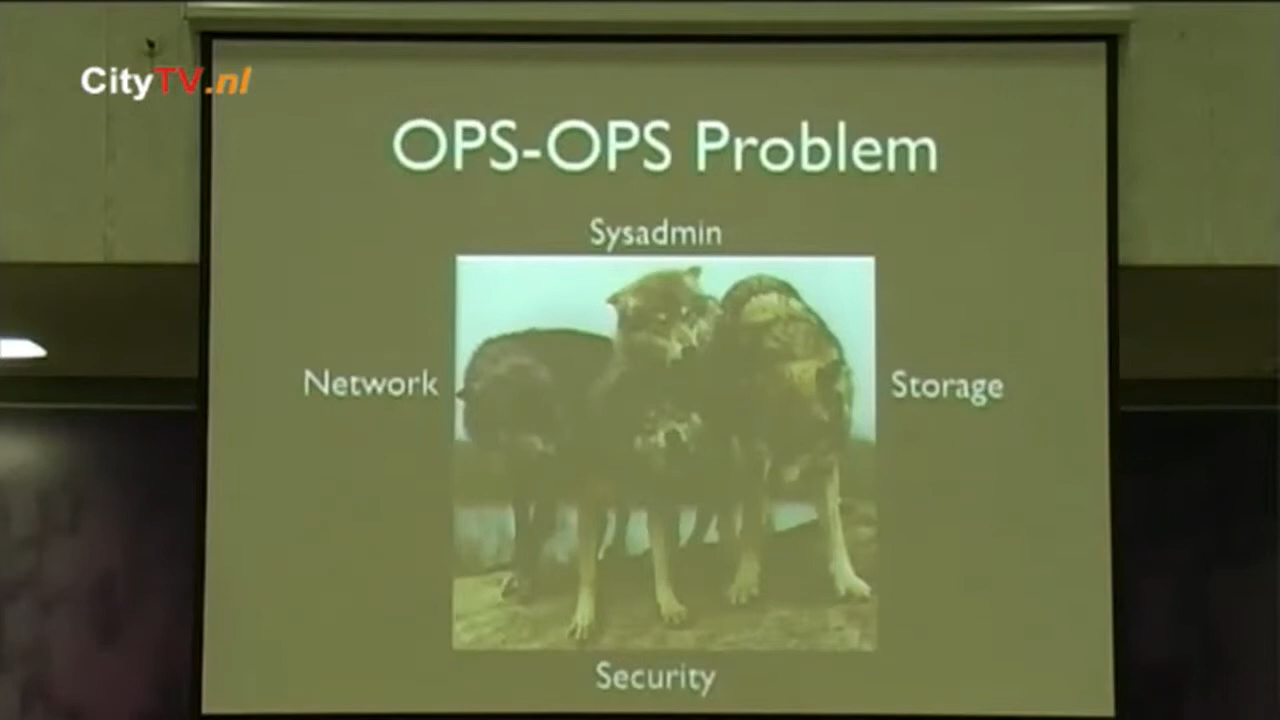 CityTV.nl
OPS-OPS Problem
Sysadmin
Network
Storage
Security